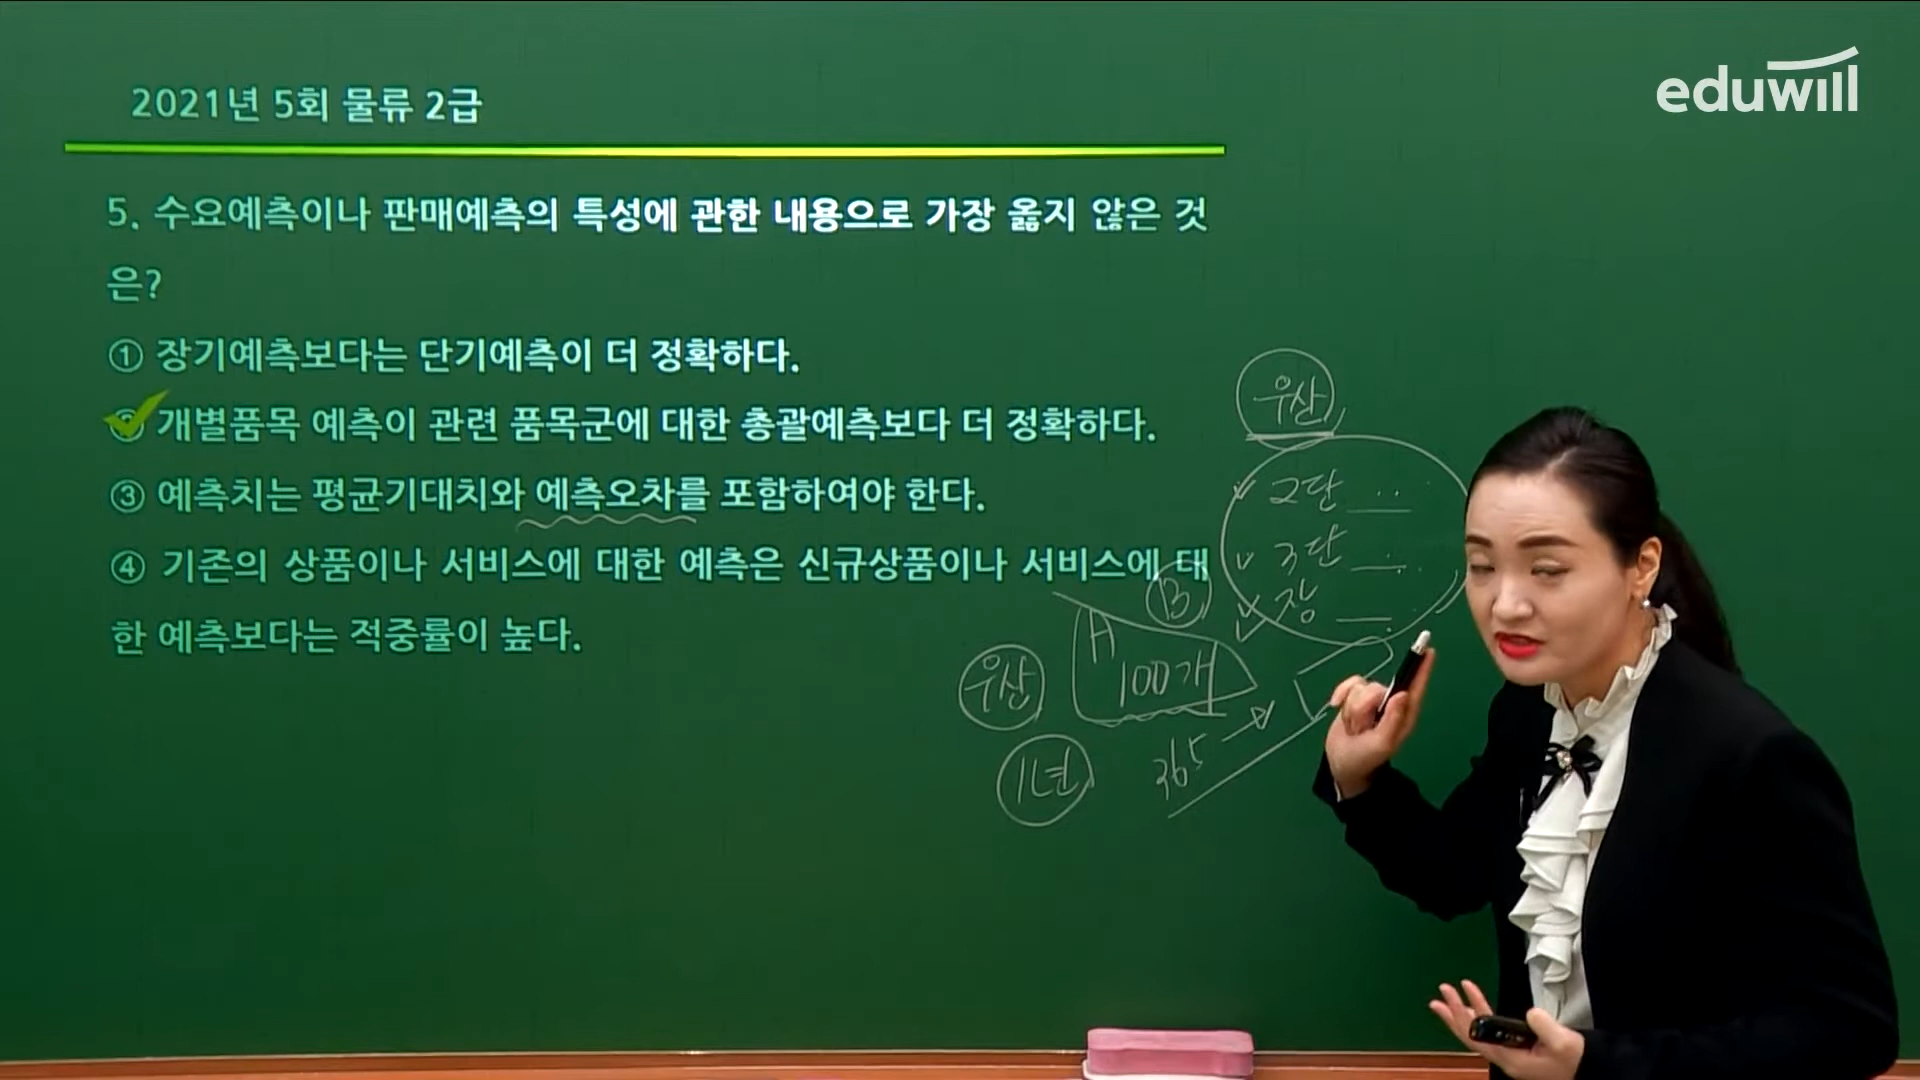 eduwill
2021년 5회 물류 2급
5. 수요예측이나 판매예측의 특성에 관한 내용으로 가장 옳지 않은 것
은?
① 장기예측보다는 단기예측이 더 정확하다.
② 개별품목 예측이 관련 품목군에 대한 총괄예측보다 더 정확하다.
③ 예측치는 평균기대치와 예측오차를 포함하여야 한다.
④ 기존의 상품이나 서비스에 대한 예측은 신규상품이나 서비스에 대
한 예측보다는 적중률이 높다.
우산
2단
3단
장
B
A
100개
우산
365
1년